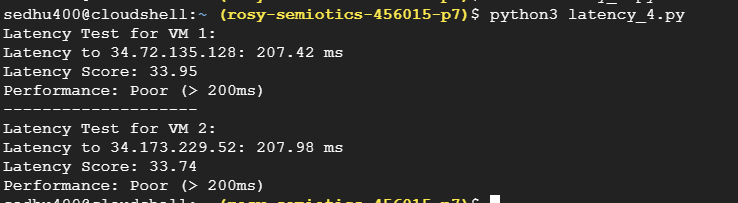 sedhu400@cloudshell:~ (rosy-semiotics-456015-p7)$ python3 latency_4.py
Latency Test for VM 1:
Latency to 34.72.135.128: 207.42 ms
Latency Score: 33.95
Performance: Poor (> 200ms)
--------------------
Latency Test for VM 2:
Latency to 34.173.229.52: 207.98 ms
Latency Score: 33.74
Performance: Poor (> 200ms)
sedhu400@cloudshell:~ (rosy-semiotics-456015-p7)$